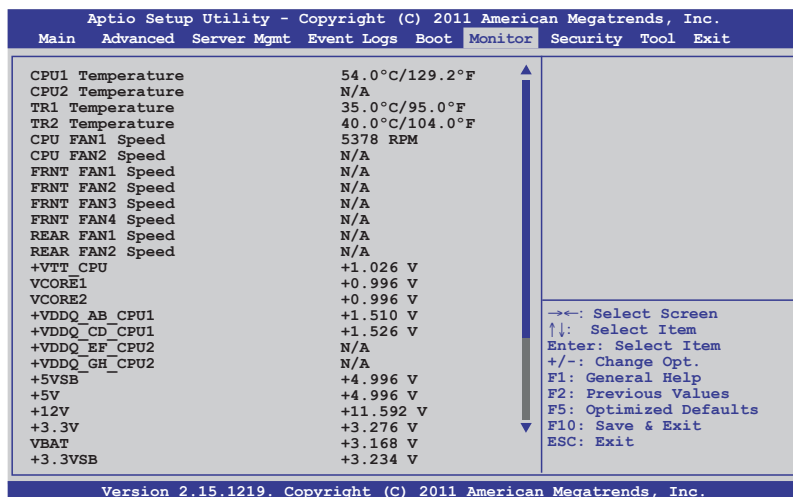 Aptio Setup Utility - Copyright (C) 2011 American Megatrends, Inc.
Main Advanced Server Mgmt Event Logs Boot Monitor Security Tool Exit
CPU1 Temperature 54.0°C/129.2°F
CPU2 Temperature N/A
TR1 Temperature 35.0°C/95.0°F
TR2 Temperature 40.0°C/104.0°F
CPU FAN1 Speed 5378 RPM
CPU FAN2 Speed N/A
FRNT FAN1 Speed N/A
FRNT FAN2 Speed N/A
FRNT FAN3 Speed N/A
FRNT FAN4 Speed N/A
REAR FAN1 Speed N/A
REAR FAN2 Speed N/A
+VTT_CPU +1.026 V
VCORE1 +0.996 V
VCORE2 +0.996 V
+VDDQ_AB_CPU1 +1.510 V
+VDDQ_CD_CPU1 +1.526 V
+VDDQ_EF_CPU2 N/A
+VDDQ_GH_CPU2 N/A
+5VSB +4.996 V
+5V +4.996 V
+12V +11.592 V
+3.3V +3.276 V
VBAT +3.168 V
+3.3VSB +3.234 V
→←: Select Screen
↑↓: Select Item
Enter: Select Item
+/-: Change Opt.
F1: General Help
F2: Previous Values
F5: Optimized Defaults
F10: Save & Exit
ESC: Exit
Version 2.15.1219. Copyright (C) 2011 American Megatrends, Inc.